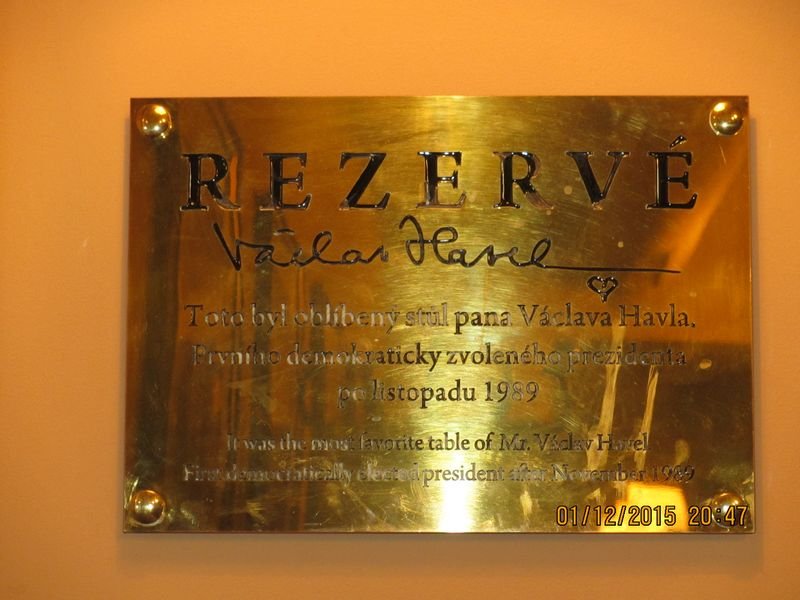 REZERVÉ
Václav Havel
Toto byl oblíbený stůl pana Václava Havla.
Prvního demokraticky zvoleného prezidenta
po listopadu 1989
It was the most favorite table of Mr. Václav Havel
First democratically elected president after November 1989
01/12/2015 20:47